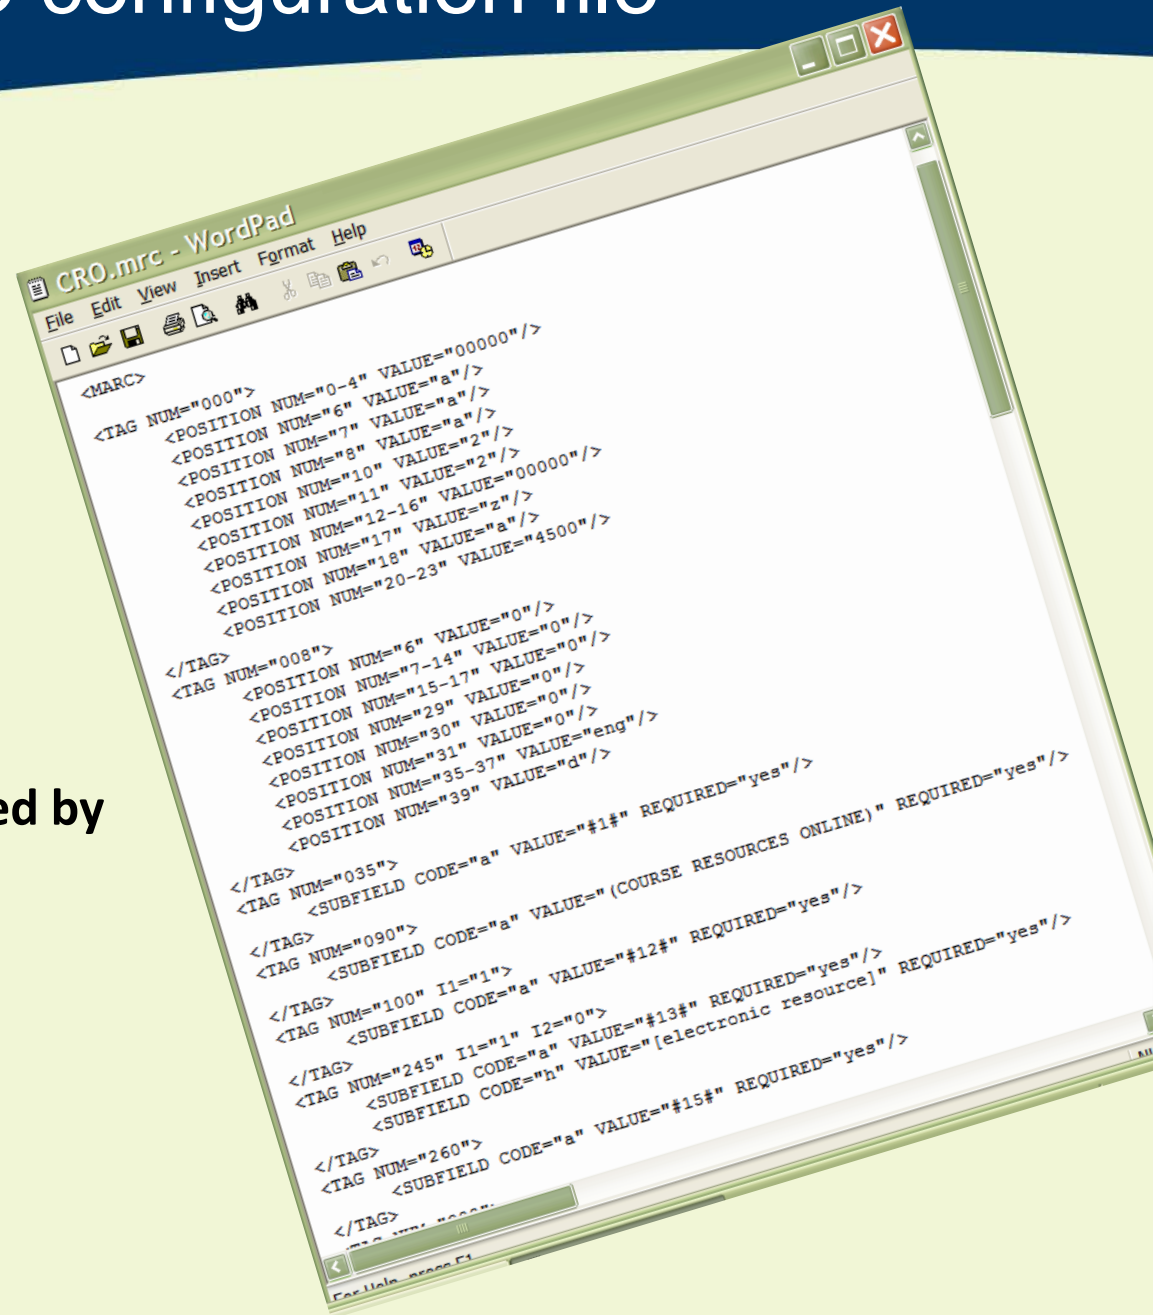 configuration file
CRO.mrc - WordPad
File Edit View Insert Format Help
<MARC>
<TAG NUM="000">
<POSITION NUM="0-4" VALUE="00000"/>
<POSITION NUM="6" VALUE="a"/>
<POSITION NUM="7" VALUE="a"/>
<POSITION NUM="8" VALUE="a"/>
<POSITION NUM="10" VALUE="2"/>
<POSITION NUM="11" VALUE="2"/>
<POSITION NUM="12-16" VALUE="00000"/>
<POSITION NUM="17" VALUE="z"/>
<POSITION NUM="18" VALUE="a"/>
<POSITION NUM="20-23" VALUE="4500"/>
</TAG>
<TAG NUM="008">
<POSITION NUM="6" VALUE="0"/>
<POSITION NUM="7-14" VALUE="0"/>
<POSITION NUM="15-17" VALUE="0"/>
<POSITION NUM="29" VALUE="0"/>
<POSITION NUM="30" VALUE="0"/>
<POSITION NUM="31" VALUE="0"/>
<POSITION NUM="35-37" VALUE="eng"/>
<POSITION NUM="39" VALUE="d"/>
</TAG>
<TAG NUM="035">
<SUBFIELD CODE="a" VALUE="#1#" REQUIRED="yes"/>
</TAG>
<TAG NUM="090">
<SUBFIELD CODE="a" VALUE="(COURSE RESOURCES ONLINE)" REQUIRED="yes"/>
</TAG>
<TAG NUM="100" I1="1">
<SUBFIELD CODE="a" VALUE="#12#" REQUIRED="yes"/>
</TAG>
<TAG NUM="245" I1="1" I2="0">
<SUBFIELD CODE="a" VALUE="#13#" REQUIRED="yes"/>
<SUBFIELD CODE="h" VALUE="[electronic resource]" REQUIRED="yes"/>
</TAG>
<TAG NUM="260">
<SUBFIELD CODE="a" VALUE="#15#" REQUIRED="yes"/>
</TAG>
For Help, press F1
ed by